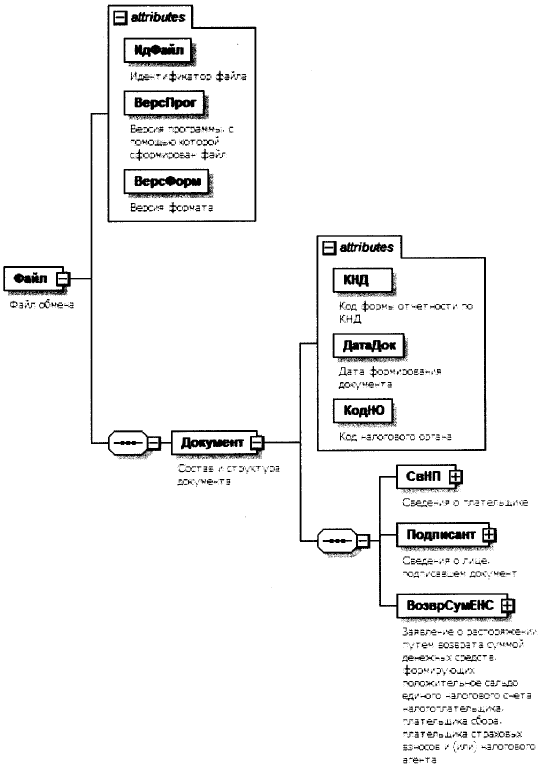 attributes
ИдФайл
Идентификатор файла
ВерсПрог
Версия программы, с
помощью которой
сформирован файл
ВерсФорм
Версия формата
Файл
Файл обмена
Документ
Состав и структура
документа
attributes
КНД
Код формы отчетности по
КНД
ДатаДок
Дата формирования
документа
КодНО
Код налогового органа
СвНП
Сведения о плательщике
Подписант
Сведения о лице,
подписавшем документ
ВозврСумЕНС
Заявление о распоряжении
путем возврата суммой
денежных средств,
формирующих
положительное сальдо
единого налогового счета
налогоплательщика,
плательщика сбора,
плательщика страховых
взносов и (или) налогового
агента